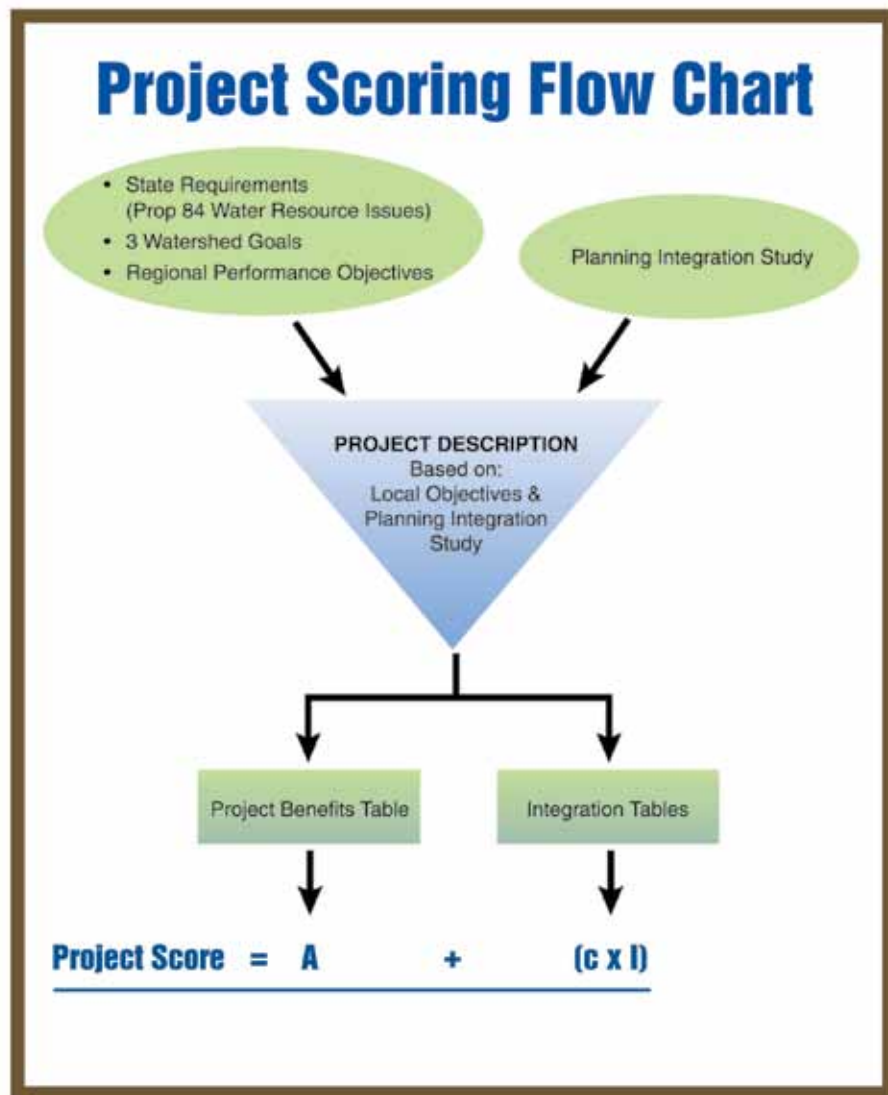 Project Scoring Flow Chart
• State Requirements
(Prop 84 Water Resource Issues)
• 3 Watershed Goals
• Regional Performance Objectives
Planning Integration Study
PROJECT DESCRIPTION
Based on:
Local Objectives &
Planning Integration
Study
Project Benefits Table
Integration Tables
Project Score = A + (c x I)